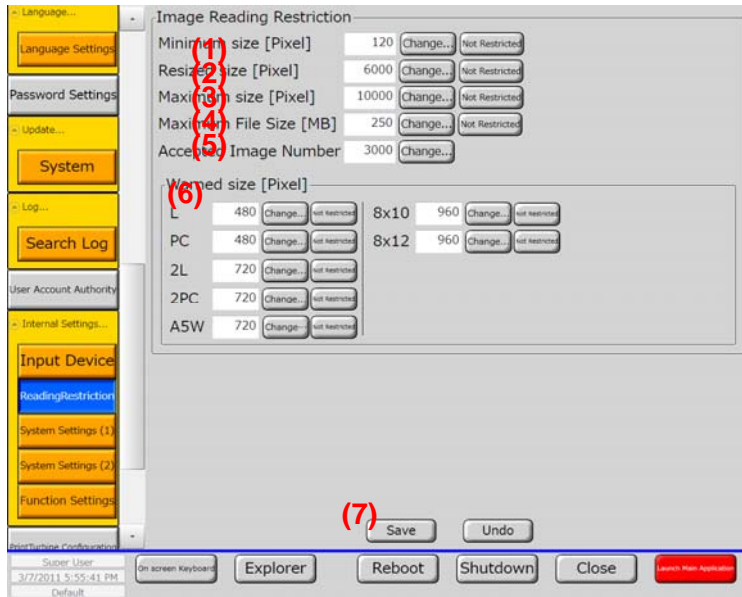 Language...
Language Settings
Password Settings
Update...
System
Log...
Search Log
User Account Authority
Internal Settings...
Input Device
ReadingRestriction
System Settings (1)
System Settings (2)
Function Settings
PrintTurbine Configuration
Super User
3/7/2011 5:55:41 PM
Default
Image Reading Restriction
(1) Minimum size [Pixel] 120 Change... Not Restricted
(2) Resized size [Pixel] 6000 Change... Not Restricted
(3) Maximum size [Pixel] 10000 Change... Not Restricted
(4) Maximum File Size [MB] 250 Change... Not Restricted
(5) Accepted Image Number 3000 Change...
(6) Warned size [Pixel]
L 480 Change... Not Restricted 8x10 960 Change... Not Restricted
PC 480 Change... Not Restricted 8x12 960 Change... Not Restricted
2L 720 Change... Not Restricted
2PC 720 Change... Not Restricted
A5W 720 Change... Not Restricted
(7) Save Undo
On screen Keyboard Explorer Reboot Shutdown Close Launch Main Application